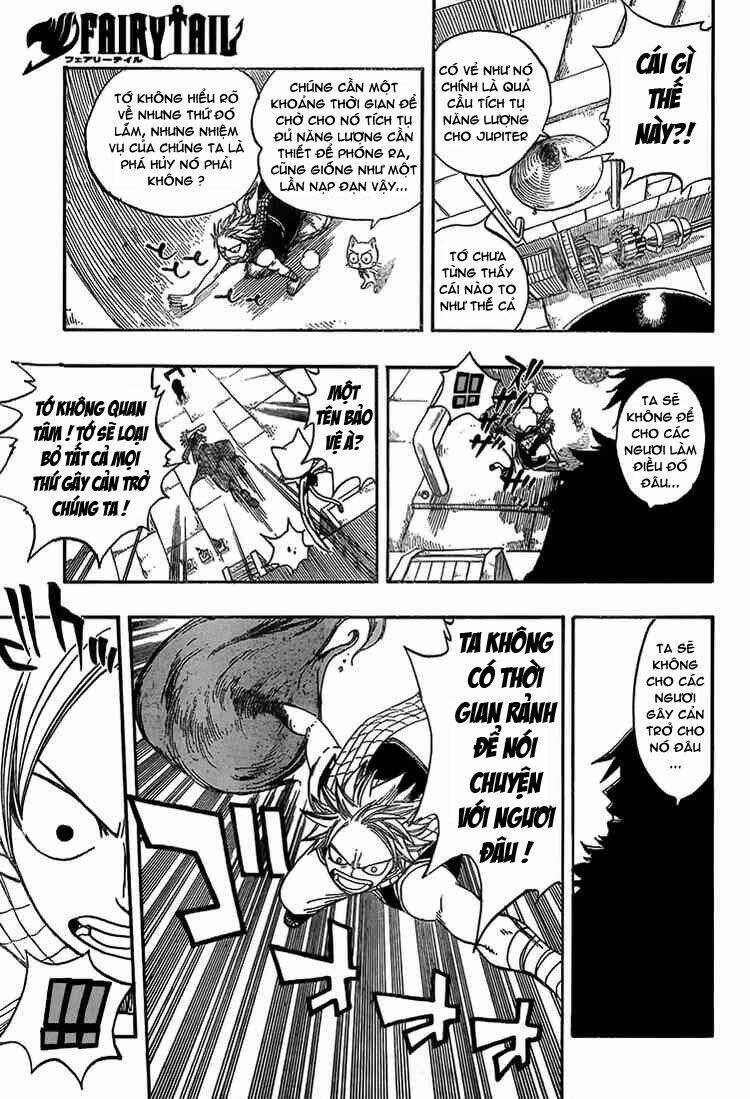 FAIRY TAIL
フェアリーテイル
CÁI GÌ
THẾ
NÀY?!
CÓ VẺ NHƯ NÓ
CHÍNH LÀ QUẢ
CẦU TÍCH TỤ
NĂNG LƯỢNG
CHO JUPITER
TỚ CHƯA
TỪNG THẤY
CÁI NÀO TO
NHƯ THẾ CẢ
CHÚNG CẦN MỘT
KHOẢNG THỜI GIAN ĐỂ
CHỜ CHO NÓ TÍCH TỤ
ĐỦ NĂNG LƯỢNG CẦN
THIẾT ĐỂ PHÓNG RA,
CŨNG GIỐNG NHƯ MỘT
LẦN NẠP ĐẠN VẬY...
TỚ KHÔNG HIỂU RÕ
VỀ NHƯNG THỨ ĐÓ
LẮM, NHƯNG NHIỆM
VỤ CỦA CHÚNG TA LÀ
PHÁ HỦY NÓ PHẢI
KHÔNG ?
TA SẼ
KHÔNG ĐỂ
CHO CÁC
NGƯƠI LÀM
ĐIỀU ĐÓ
ĐÂU...
!!!
MỘT
TÊN BẢO
VỆ À?
TỚ KHÔNG QUAN
TÂM ! TỚ SẼ LOẠI
BỎ TẤT CẢ MỌI
THỨ GÂY CẢN TRỞ
CHÚNG TA !
TA SẼ
KHÔNG
CHO CÁC
NGƯƠI
GÂY CẢN
TRỞ CHO
NÓ ĐÂU
...
TA KHÔNG
CÓ THỜI
GIAN RẢNH
ĐỂ NÓI
CHUYỆN
VỚI NGƯƠI
ĐÂU !
ゴオオオ
!!!